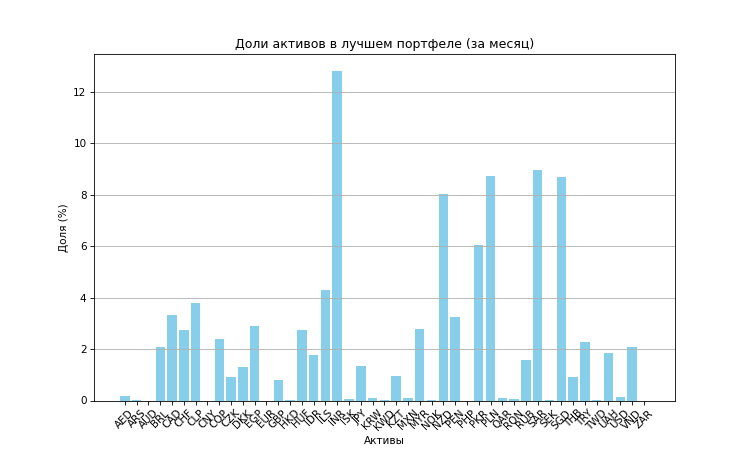 Доли активов в лучшем портфеле (за месяц)
Доля (%)
12
10
8
6
4
2
0
AED
ARS
AUD
BRL
CAD
CHF
CLP
CNY
COP
CZK
DKK
EGP
EUR
GBP
HKD
HUF
IDR
ILS
INR
ISK
JPY
KRW
KWD
KZT
MXN
MYR
NOK
NZD
PEN
PHP
PKR
PLN
QAR
RON
RUB
SAR
SEK
SGD
THB
TRY
TWD
UAH
USD
VND
ZAR
Активы